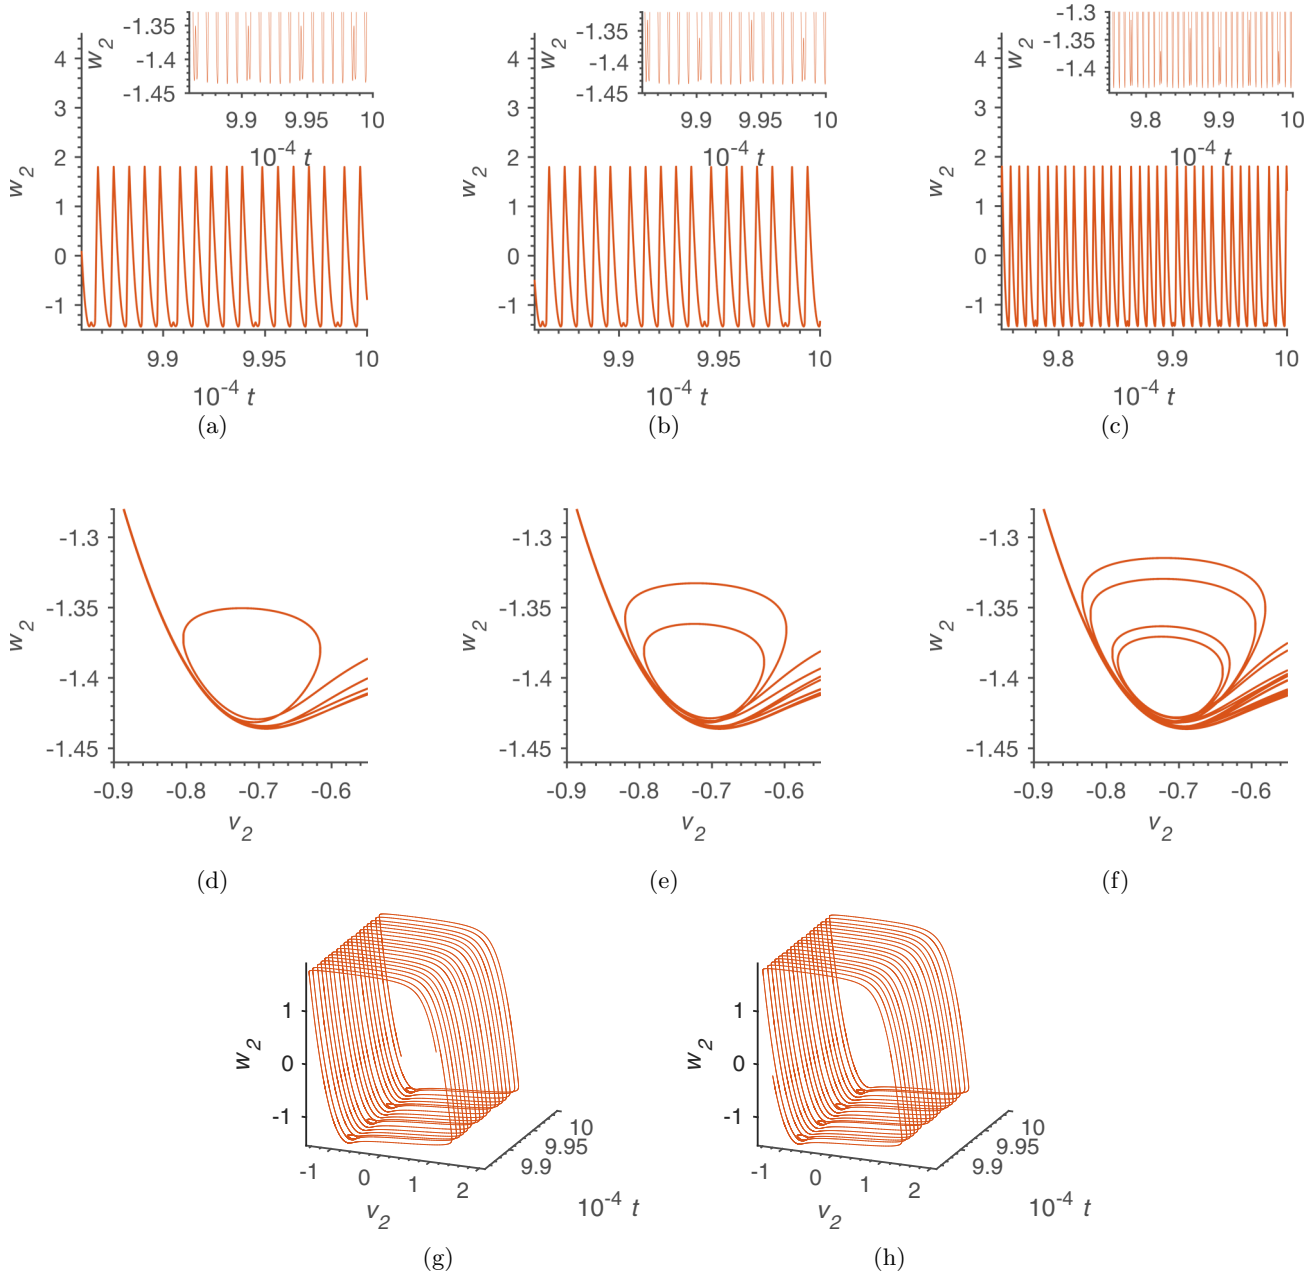 -1.35
-1.4
-1.45
w2
9.9 9.95 10
10^-4 t
4
3
2
1
0
-1
w2
9.9 9.95 10
10^-4 t
(a)
-1.35
-1.4
-1.45
w2
9.9 9.95 10
10^-4 t
4
3
2
1
0
-1
w2
9.9 9.95 10
10^-4 t
(b)
-1.3
-1.35
-1.4
w2
9.8 9.9 10
10^-4 t
4
3
2
1
0
-1
w2
9.8 9.9 10
10^-4 t
(c)
-1.3
-1.35
-1.4
-1.45
w2
-0.9 -0.8 -0.7 -0.6
v2
(d)
-1.3
-1.35
-1.4
-1.45
w2
-0.9 -0.8 -0.7 -0.6
v2
(e)
-1.3
-1.35
-1.4
-1.45
w2
-0.9 -0.8 -0.7 -0.6
v2
(f)
1
0
-1
w2
-1 0 1 2
v2
10
9.95
9.9
10^-4 t
(g)
1
0
-1
w2
-1 0 1 2
v2
10
9.95
9.9
10^-4 t
(h)